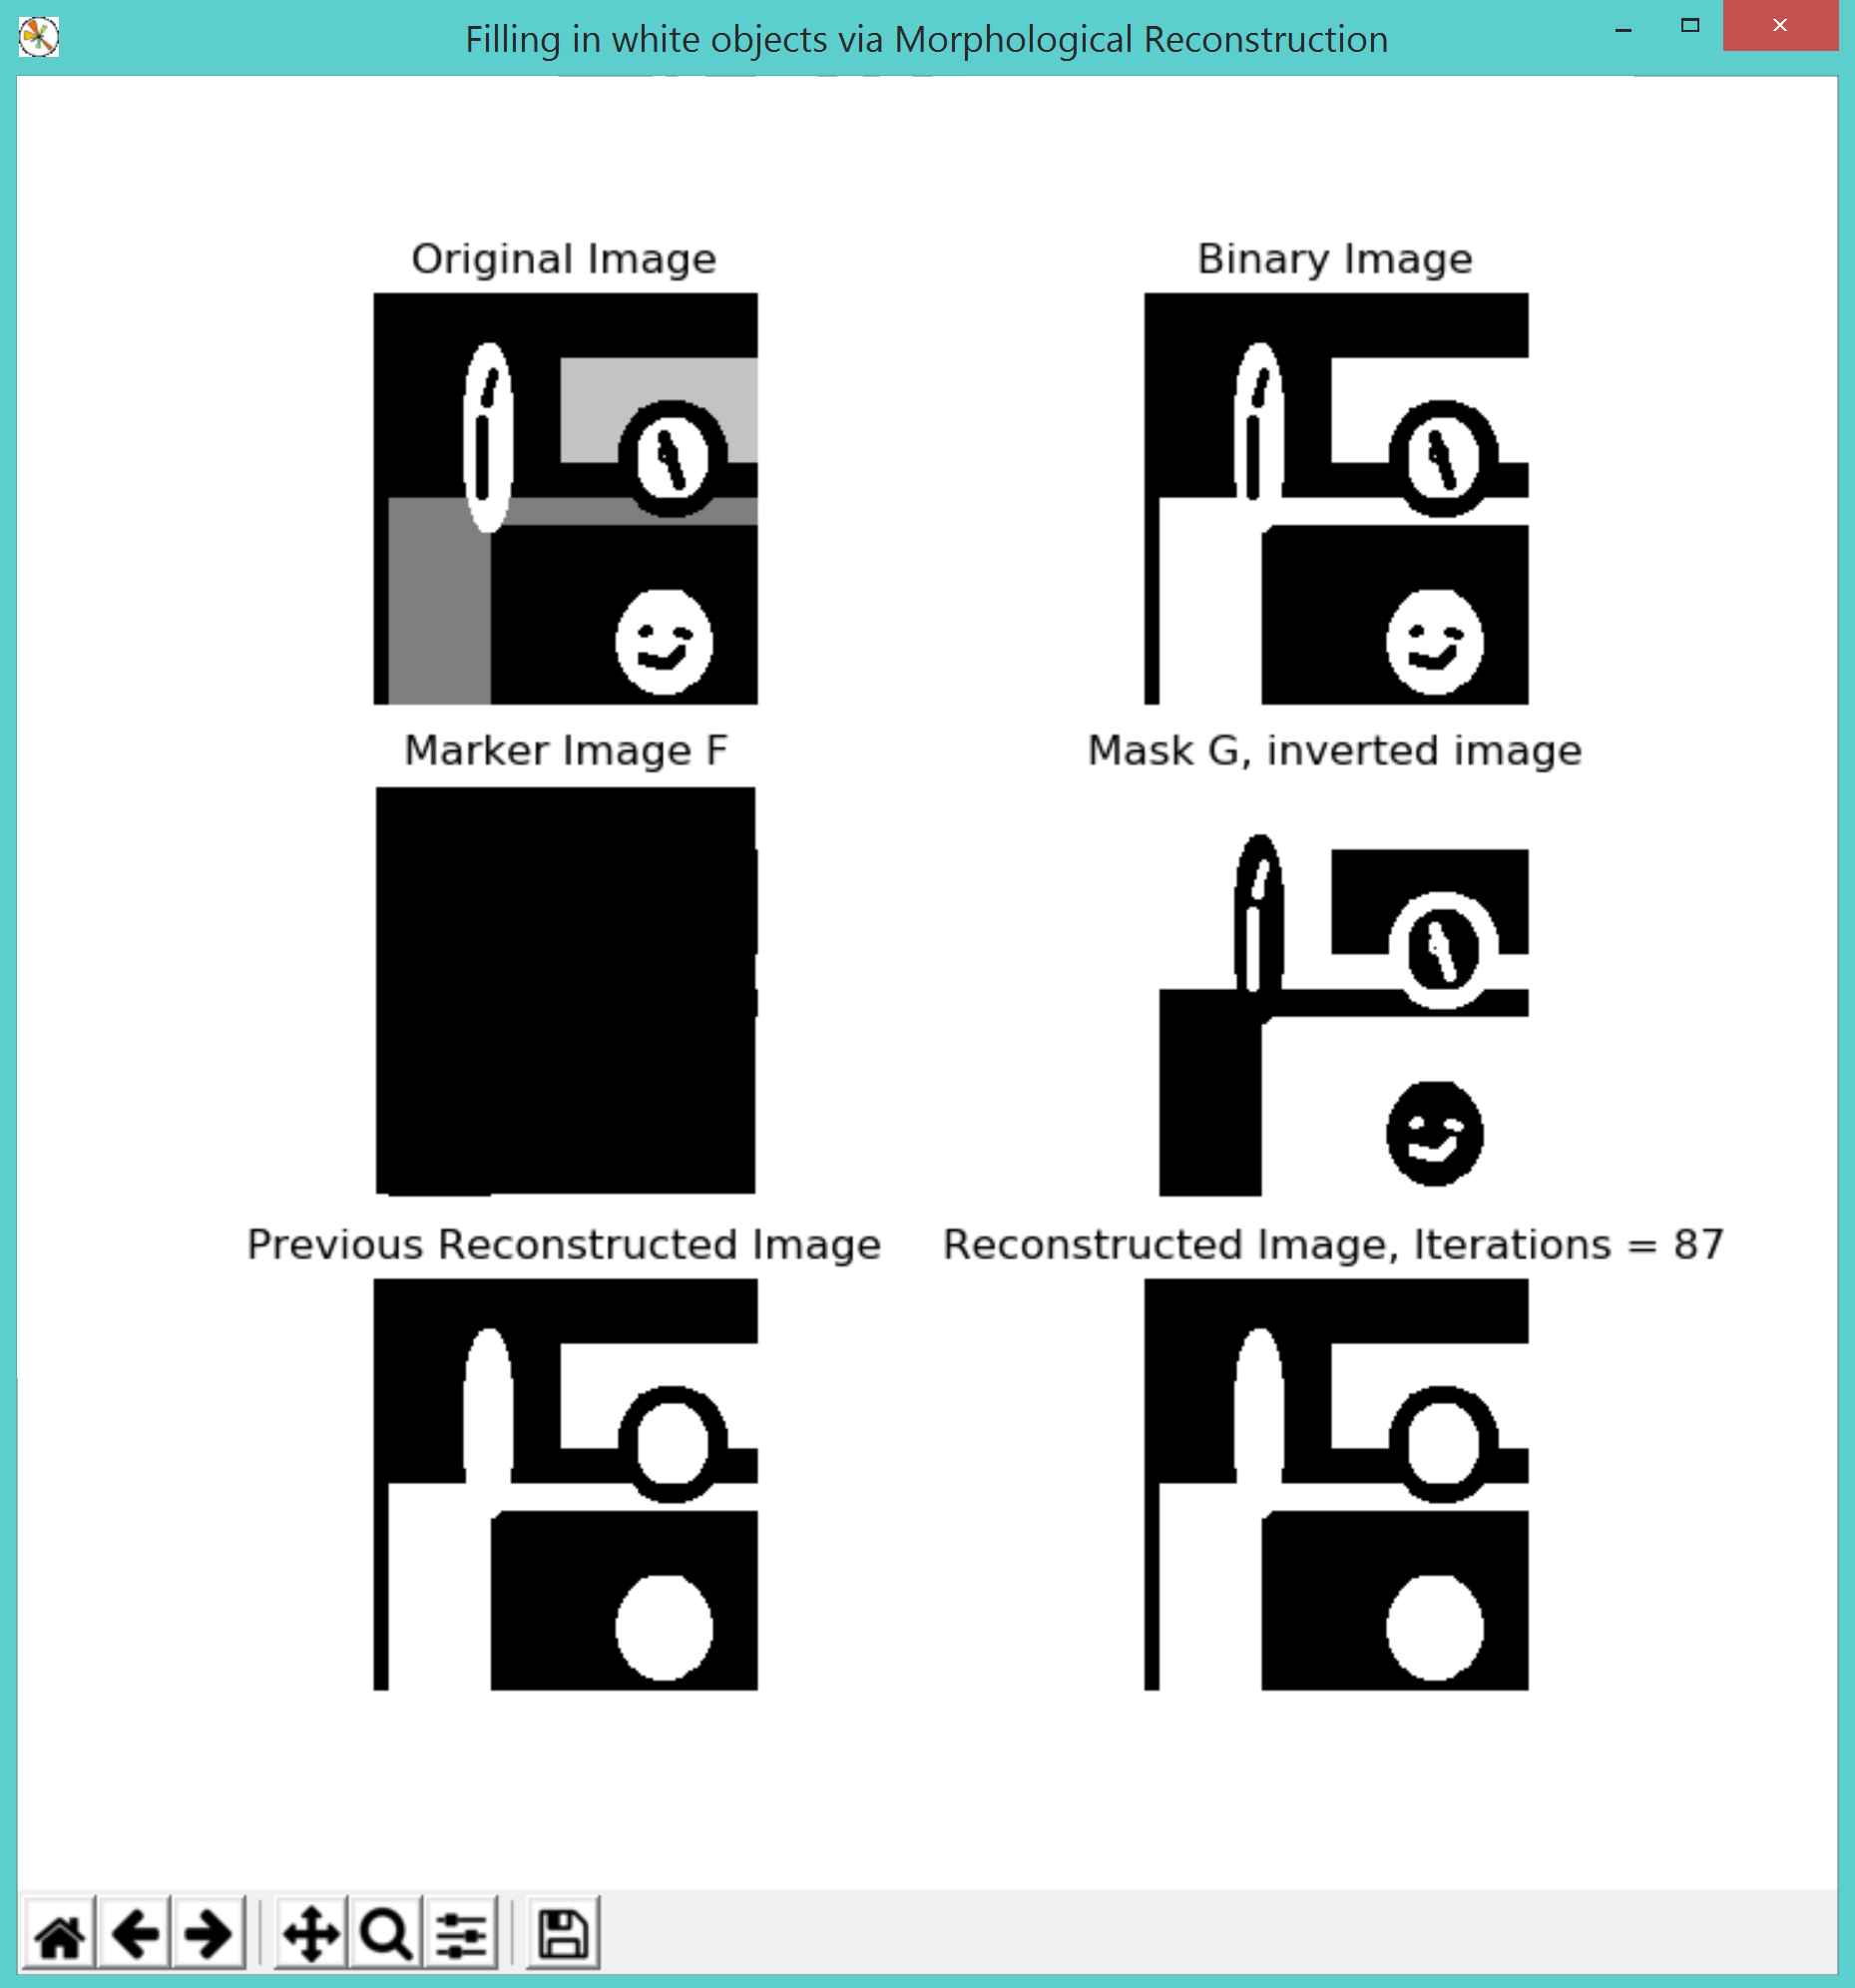 Filling in white objects via Morphological Reconstruction
Original Image
Binary Image
Marker Image F
Mask G, inverted image
Previous Reconstructed Image
Reconstructed Image, Iterations = 87